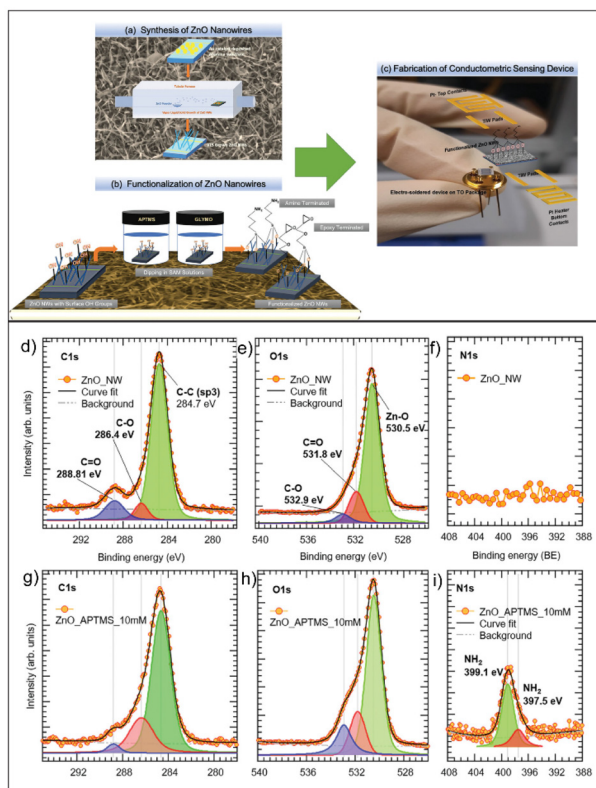 (a) Synthesis of ZnO Nanowires
(b) Functionalization of ZnO Nanowires
APTMS
GLYMO
Amine Terminated
Epoxy Terminated
Dipping in SAM Solutions
ZnO NWs with Surface OH Groups
Functionalized ZnO NWs
(c) Fabrication of Conductometric Sensing Device
Pt Top Contacts
TiW Pads
Functionalized ZnO NWs
TiW Pads
Electro-soldered device on TO Package
Pt Heater
Bottom
Contacts
d)
C1s
ZnO_NW
Curve fit
Background
C-C (sp3)
284.7 eV
C-O
286.4 eV
C=O
288.81 eV
Intensity (arb. units)
292
288
284
280
Binding energy (eV)
e)
O1s
ZnO_NW
Curve fit
Background
Zn-O
530.5 eV
C=O
531.8 eV
C-O
532.9 eV
540
536
532
528
Binding energy (eV)
f)
N1s
ZnO_NW
408
404
400
396
392
388
Binding energy (BE)
g)
C1s
ZnO_APTMS_10mM
Intensity (arb. units)
292
288
284
280
h)
O1s
ZnO_APTMS_10mM
540
536
532
528
i)
N1s
ZnO_APTMS_10mM
Curve fit
Background
NH2
399.1 eV
NH2
397.5 eV
408
404
400
396
392
388